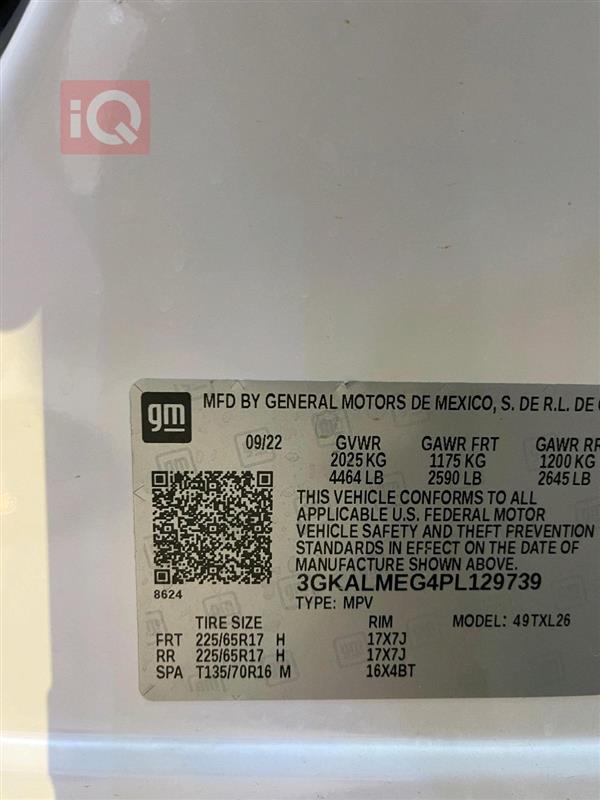 iQ
gm MFD BY GENERAL MOTORS DE MEXICO, S. DE R.L. DE
09/22 GVWR GAWR FRT GAWR RR
2025 KG 1175 KG 1200 KG
4464 LB 2590 LB 2645 LB
THIS VEHICLE CONFORMS TO ALL
APPLICABLE U.S. FEDERAL MOTOR
VEHICLE SAFETY AND THEFT PREVENTION
STANDARDS IN EFFECT ON THE DATE OF
MANUFACTURE SHOWN ABOVE.
8624 3GKALMEG4PL129739
TYPE: MPV
TIRE SIZE RIM MODEL: 49TXL26
FRT 225/65R17 H 17X7J
RR 225/65R17 H 17X7J
SPA T135/70R16 M 16X4BT